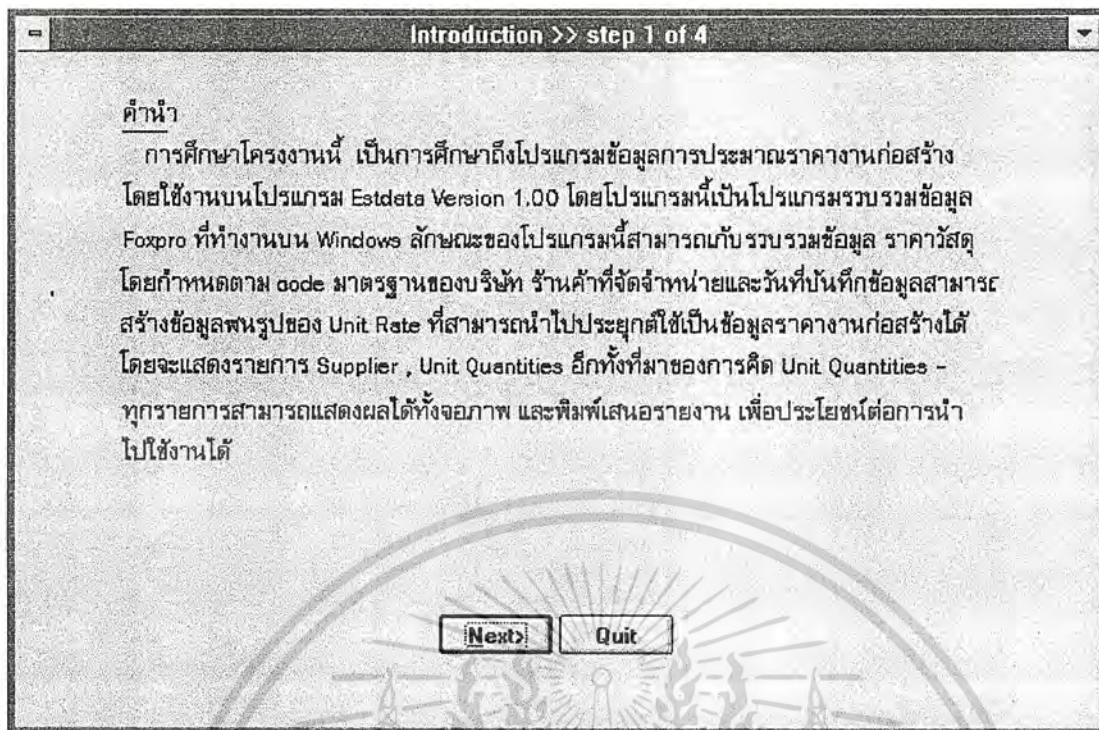 Introduction >> step 1 of 4
คำนำ
การศึกษาโครงงานนี้ เป็นการศึกษาถึงโปรแกรมข้อมูลการประมาณราคางานก่อสร้าง
โดยใช้งานบนโปรแกรม Estdata Version 1.00 โดยโปรแกรมนี้เป็นโปรแกรมรวบรวมข้อมูล
Foxpro ที่ทำงานบน Windows ลักษณะของโปรแกรมนี้สามารถเก็บรวบรวมข้อมูล ราคาวัสดุ
โดยกำหนดตาม code มาตรฐานของบริษัท ร้านค้าที่จัดจำหน่ายและวันที่บันทึกข้อมูลสามารถ
สร้างข้อมูลพนรูปของ Unit Rate ที่สามารถนำไปประยุกต์ใช้เป็นข้อมูลราคางานก่อสร้างได้
โดยจะแสดงรายการ Supplier , Unit Quantities อีกทั้งที่มาของการคิด Unit Quantities -
ทุกรายการสามารถแสดงผลได้ทั้งจอภาพ และพิมพ์เสนอรายงาน เพื่อประโยชน์ต่อการนำ
ไปใช้งานได้
Next> Quit